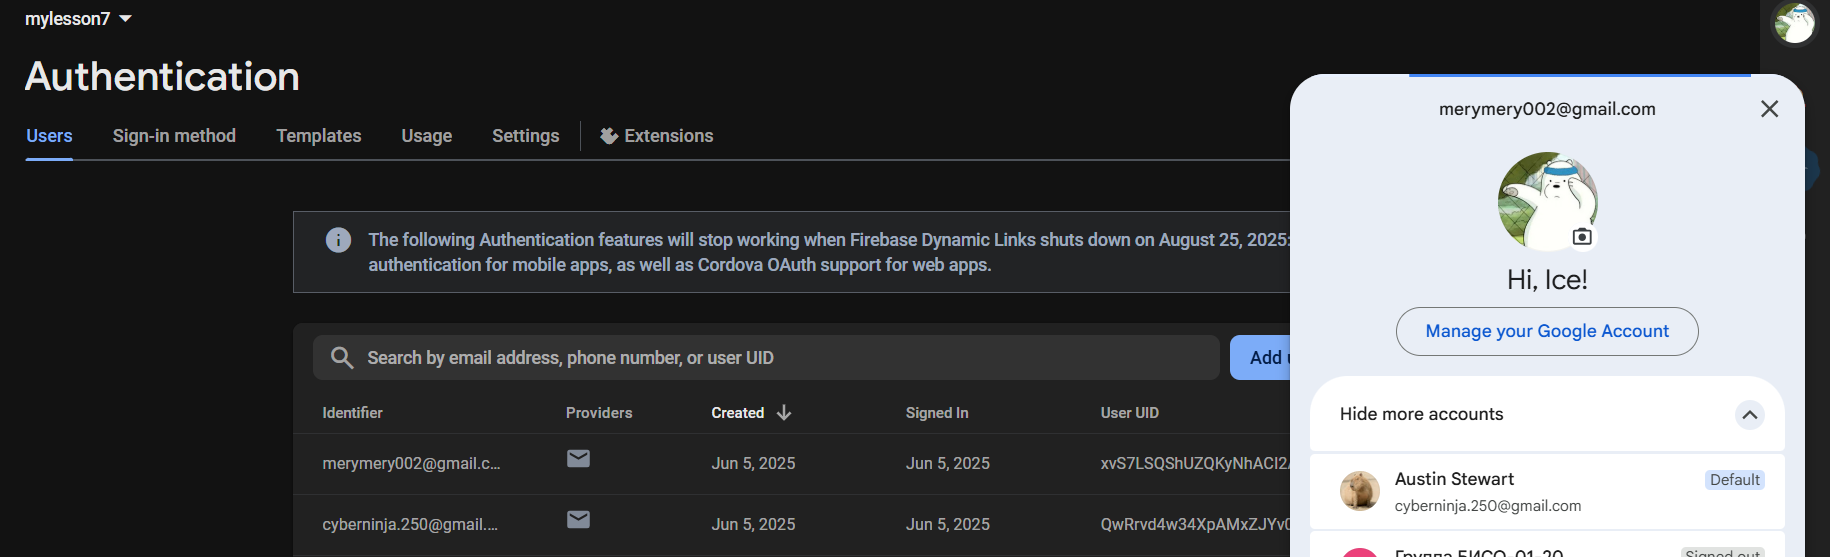 mylesson7
Authentication
Users Sign-in method Templates Usage Settings Extensions
The following Authentication features will stop working when Firebase Dynamic Links shuts down on August 25, 2025:
authentication for mobile apps, as well as Cordova OAuth support for web apps.
Search by email address, phone number, or user UID
Add
Identifier Providers Created Signed In User UID
merymery002@gmail.c... Jun 5, 2025 Jun 5, 2025
cyberninja.250@gmail.... Jun 5, 2025 Jun 5, 2025
merymery002@gmail.com
Hi, Ice!
Manage your Google Account
Hide more accounts
Austin Stewart Default
cyberninja.250@gmail.com
Группа БИСО-01-20 Signed out